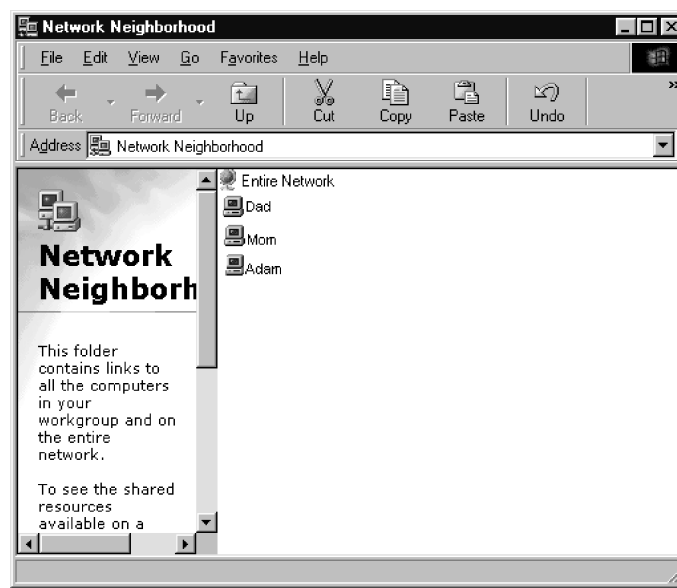 Network Neighborhood
File Edit View Go Favorites Help
Back Forward Up Cut Copy Paste Undo »
Address Network Neighborhood
Network
Neighborh
This folder
contains links to
all the computers
in your
workgroup and on
the entire
network.
To see the shared
resources
available on a
Entire Network
Dad
Mom
Adam